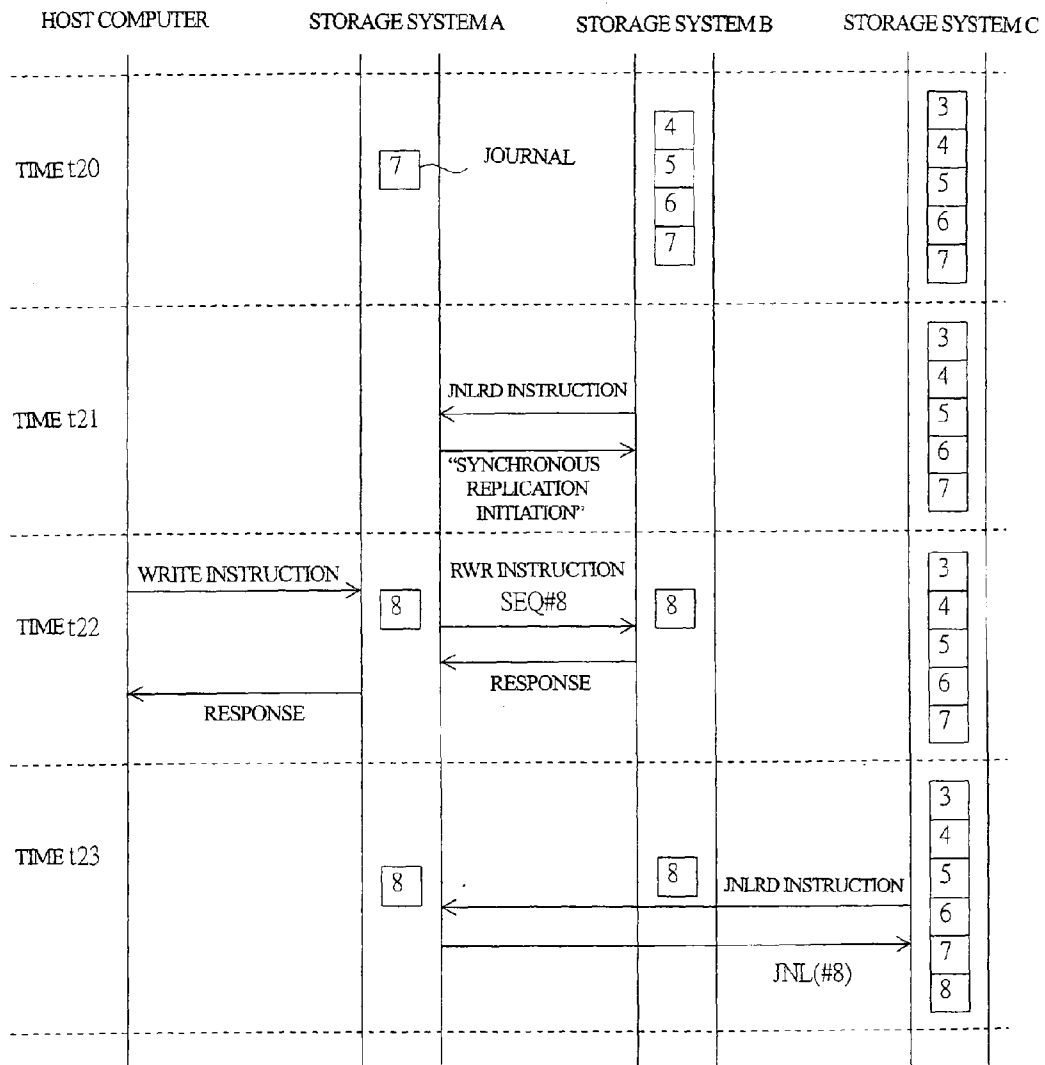 HOST COMPUTER
STORAGE SYSTEM A
STORAGE SYSTEM B
STORAGE SYSTEM C
TIME t20
7
JOURNAL
4
5
6
7
3
4
5
6
7
TIME t21
JNLRD INSTRUCTION
“SYNCHRONOUS
REPLICATION
INITIATION”
3
4
5
6
7
TIME t22
WRITE INSTRUCTION
8
RWR INSTRUCTION
SEQ#8
8
RESPONSE
RESPONSE
3
4
5
6
7
TIME t23
8
8
JNLRD INSTRUCTION
JNL(#8)
3
4
5
6
7
8